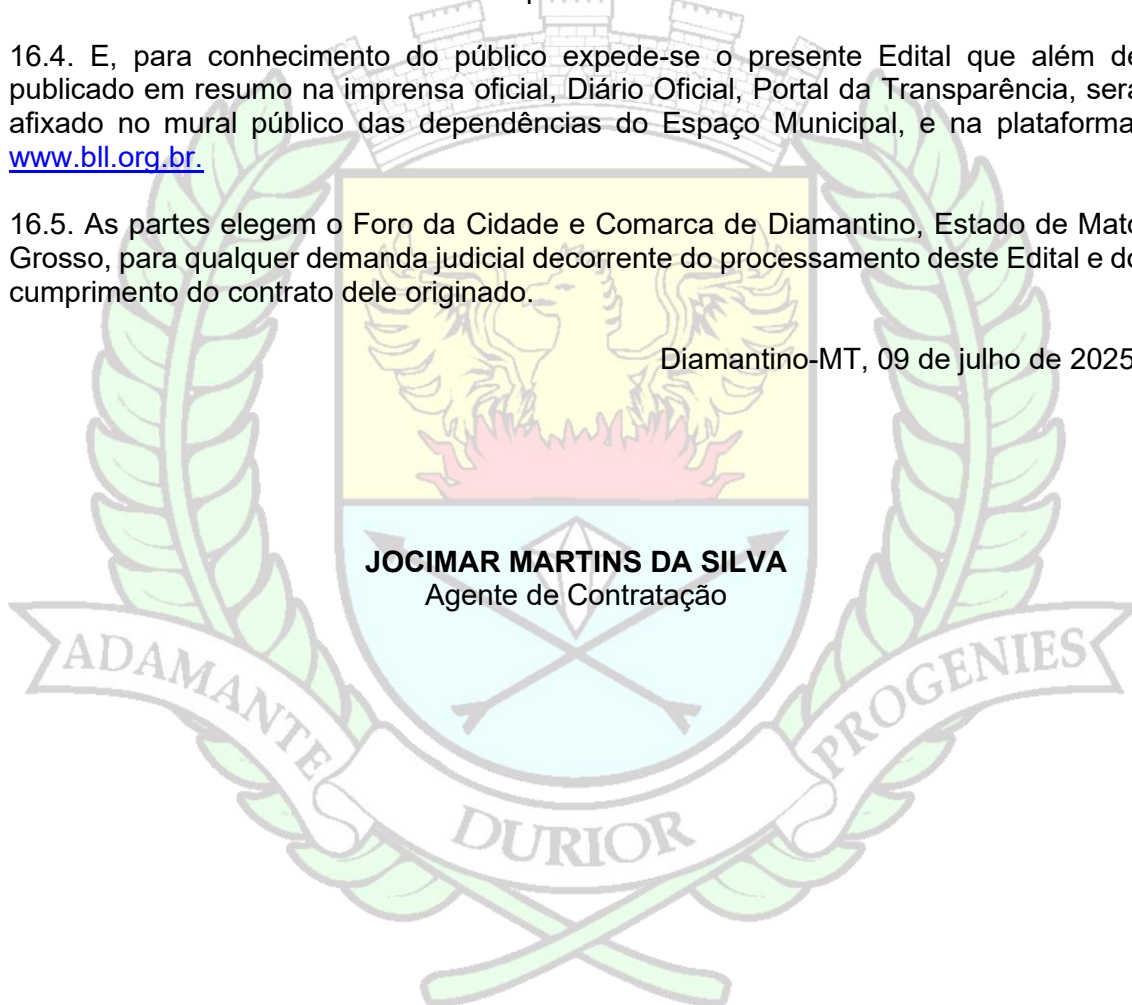 16.4. E, para conhecimento do público expede-se o presente Edital que além de
publicado em resumo na imprensa oficial, Diário Oficial, Portal da Transparência, será
afixado no mural público das dependências do Espaço Municipal, e na plataforma
www.bll.org.br.
16.5. As partes elegem o Foro da Cidade e Comarca de Diamantino, Estado de Mato
Grosso, para qualquer demanda judicial decorrente do processamento deste Edital e do
cumprimento do contrato dele originado.
Diamantino-MT, 09 de julho de 2025
JOCIMAR MARTINS DA SILVA
Agente de Contratação
ADAMANTE
DURIOR
PROGENIES